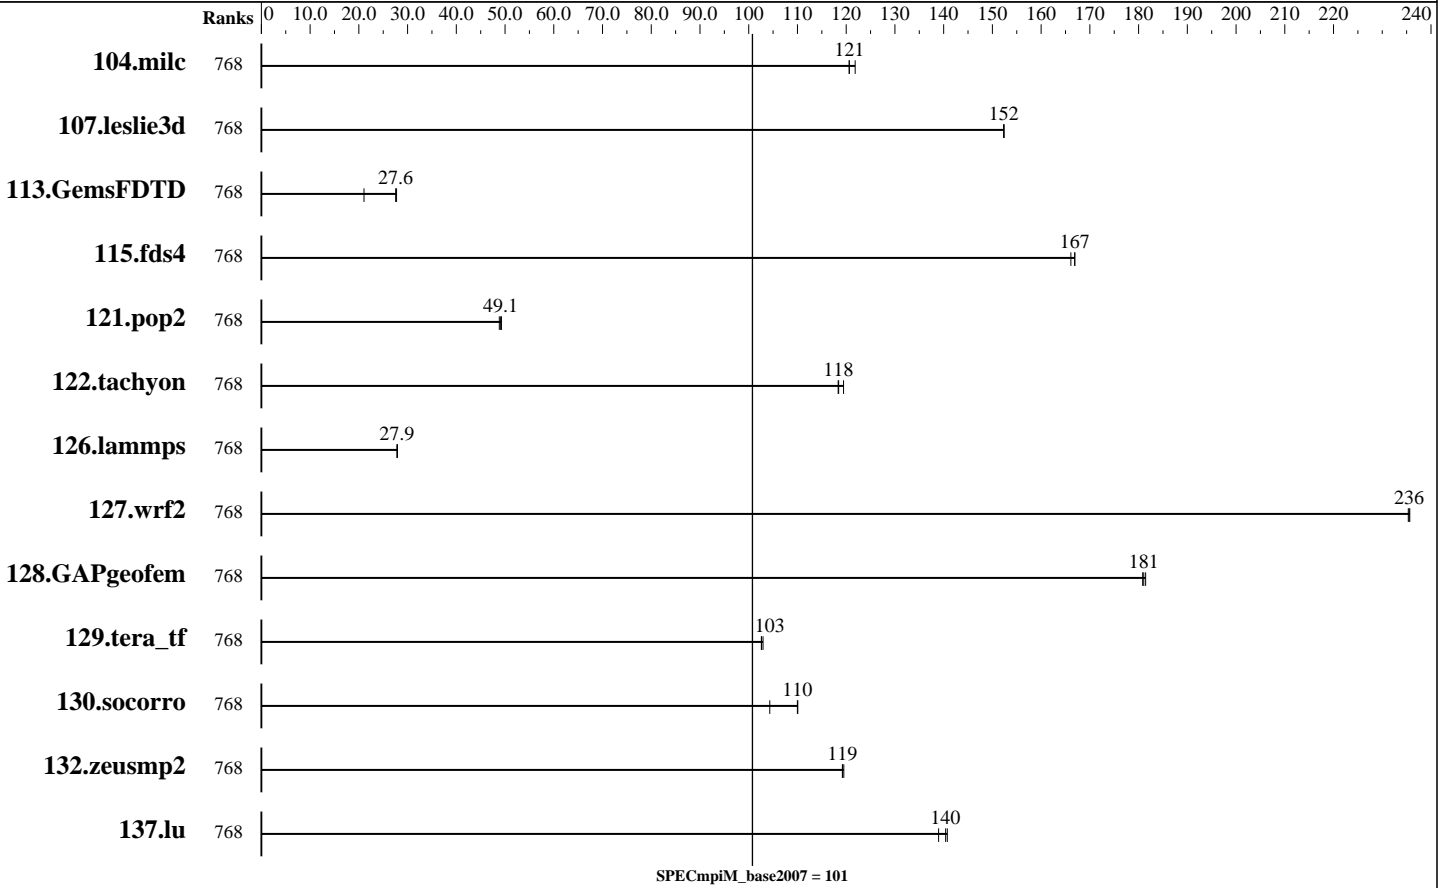 Ranks 0 10.0 20.0 30.0 40.0 50.0 60.0 70.0 80.0 90.0 100 110 120 130 140 150 160 170 180 190 200 210 220 240
104.milc 768 121
107.leslie3d 768 152
113.GemsFDTD 768 27.6
115.fds4 768 167
121.pop2 768 49.1
122.tachyon 768 118
126.lammps 768 27.9
127.wrf2 768 236
128.GAPgeofem 768 181
129.tera_tf 768 103
130.socorro 768 110
132.zeusmp2 768 119
137.lu 768 140
SPECmpiM_base2007 = 101